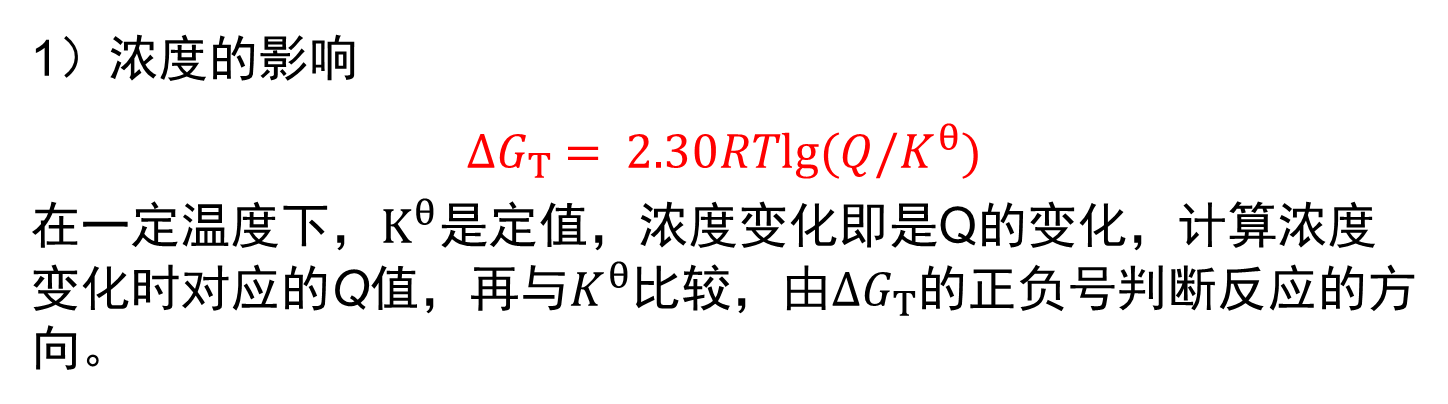 1）浓度的影响
ΔG_T = 2.30RTlg(Q/K^θ)
在一定温度下，K^θ是定值，浓度变化即是Q的变化，计算浓度
变化时对应的Q值，再与K^θ比较，由ΔG_T的正负号判断反应的方
向。